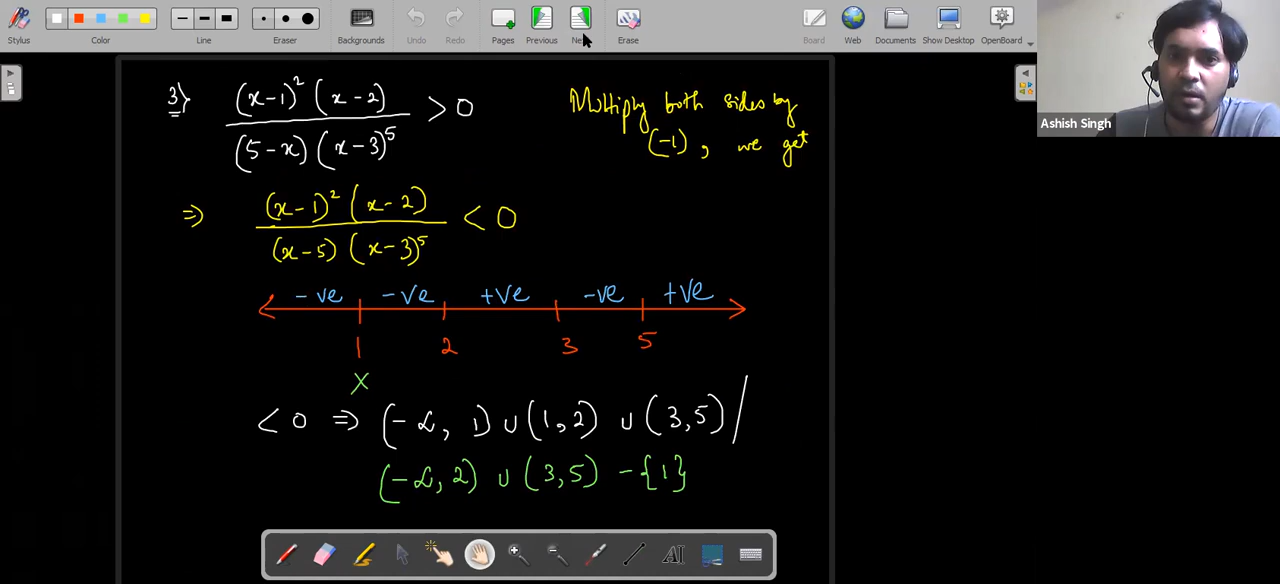 Stylus
Color
Line
Eraser
Backgrounds
Undo
Redo
Pages
Previous
Erase
Board
Web
Documents
Show Desktop
OpenBoard
Ashish Singh
3) (x-1)² (x-2) / (5-x) (x-3)⁵ > 0
Multiply both sides by
(-1), we get
⇒ (x-1)² (x-2) / (x-5) (x-3)⁵ < 0
-ve -ve +ve -ve +ve
1 2 3 5
X
< 0 ⇒ (-∞, 1) ∪ (1, 2) ∪ (3, 5) /
(-∞, 2) ∪ (3, 5) - {1}
AI